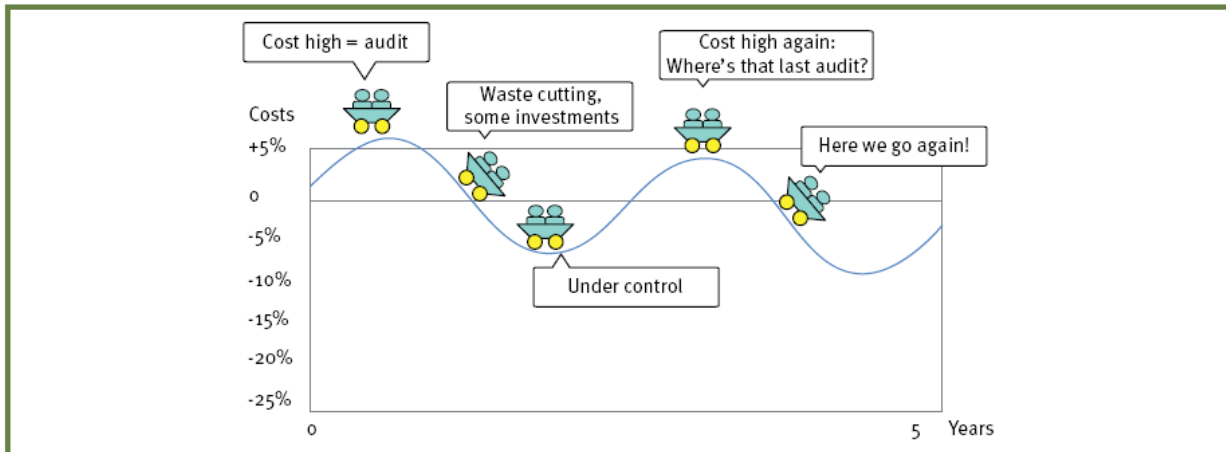 Cost high = audit
Cost high again:
Where's that last audit?
Waste cutting,
some investments
Here we go again!
Under control
Costs
+5%
0
-5%
-10%
-15%
-20%
-25%
0
5
Years